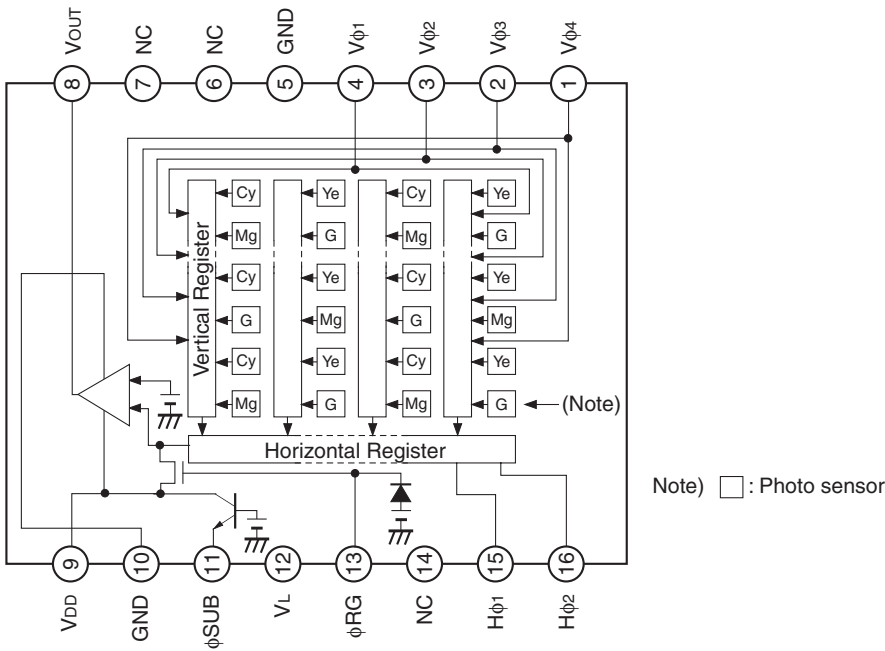 VOUT NC NC GND Vϕ1 Vϕ2 Vϕ3 Vϕ4
8 7 6 5 4 3 2 1
Cy Ye Cy Ye
Mg G Mg G
Cy Ye Cy Ye
G Mg G Mg
Cy Ye Cy Ye
Mg G Mg G
Vertical Register
(Note)
Horizontal Register
Note) : Photo sensor
9 10 11 12 13 14 15 16
VDD GND ϕSUB VL ϕRG NC Hϕ1 Hϕ2